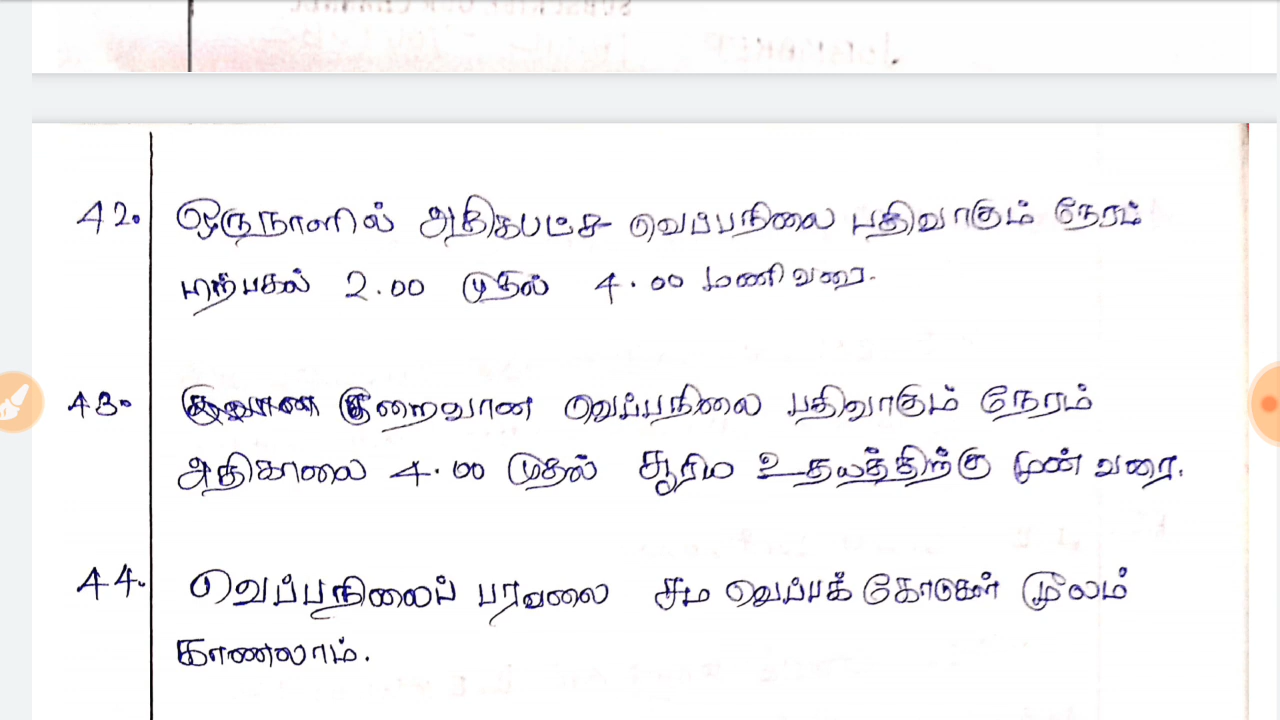 42. ஒருநாளில் அதிகபட்ச வெப்பநிலை பதிவாகும் நேரம்
பிற்பகல் 2.00 முதல் 4.00 மணிவரை.
43. குறைவான வெப்பநிலை பதிவாகும் நேரம்
அதிகாலை 4.00 முதல் சூரிய உதயத்திற்கு முன் வரை.
44. வெப்பநிலைப் பரவலை சம வெப்பக் கோடுகள் மூலம்
காணலாம்.